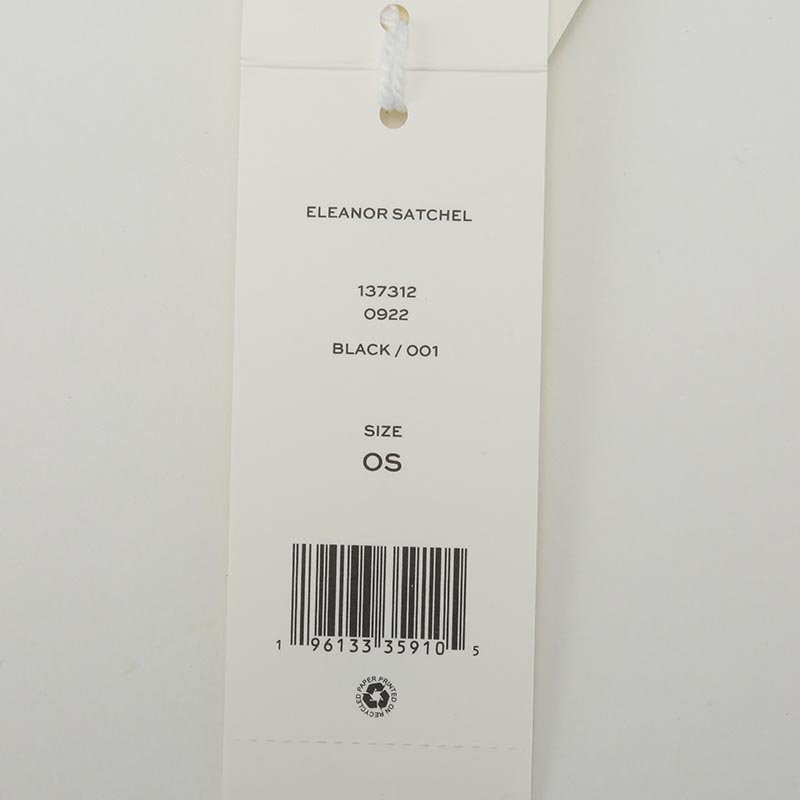 ELEANOR SATCHEL
137312
0922
BLACK / 001
SIZE
OS
1 96133 35910 5
PAPER PRINTED ON RECYCLED